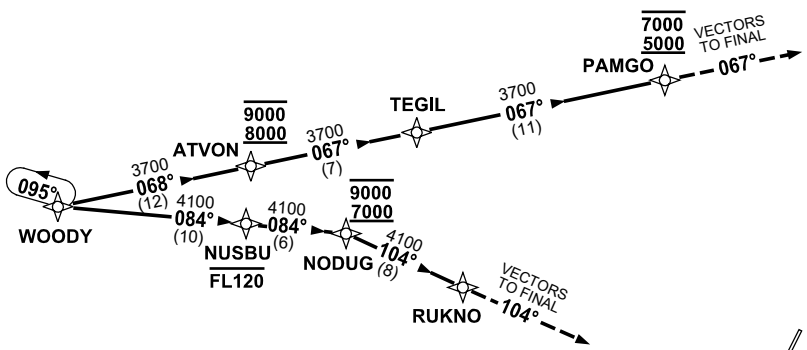 7000
5000
PAMGO
VECTORS
TO FINAL
067°
3700
067°
(11)
TEGIL
9000
8000
ATVON
3700
067°
(7)
3700
068°
(12)
095°
WOODY
4100
084°
(10)
NUSBU
FL120
4100
084°
(6)
9000
7000
NODUG
4100
104°
(8)
RUKNO
VECTORS
TO FINAL
104°